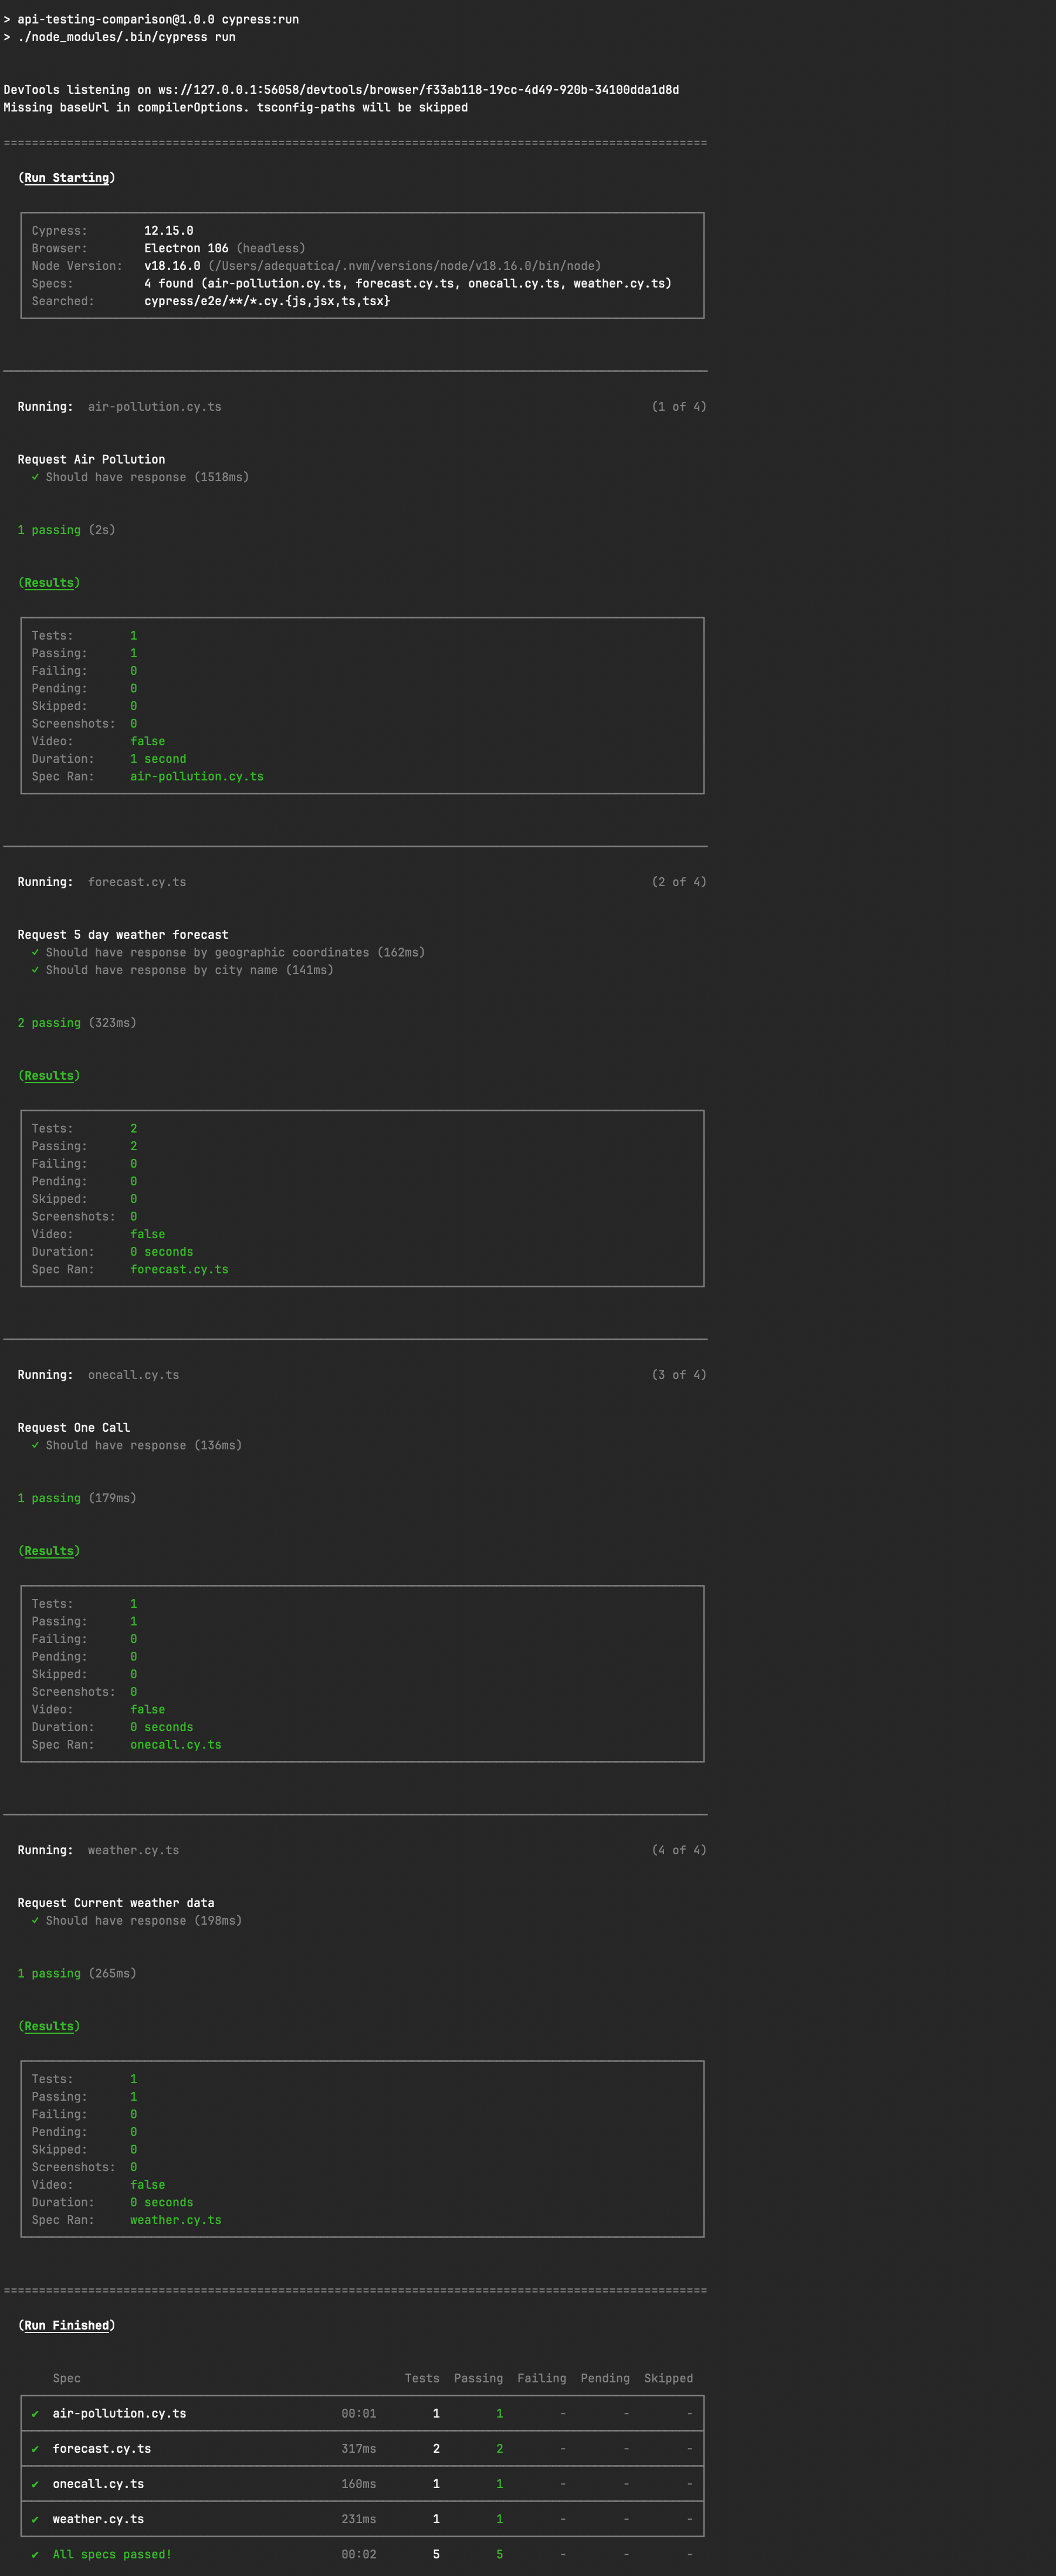 > api-testing-comparison@1.0.0 cypress:run
> ./node_modules/.bin/cypress run
DevTools listening on ws://127.0.0.1:56058/devtools/browser/f33ab118-19cc-4d49-920b-34100dda1d8d
Missing baseUrl in compilerOptions. tsconfig-paths will be skipped
====================================================================================================
(Run Starting)
Cypress: 12.15.0
Browser: Electron 106 (headless)
Node Version: v18.16.0 (/Users/adequatica/.nvm/versions/node/v18.16.0/bin/node)
Specs: 4 found (air-pollution.cy.ts, forecast.cy.ts, onecall.cy.ts, weather.cy.ts)
Searched: cypress/e2e/**/*.cy.{js,jsx,ts,tsx}
Running: air-pollution.cy.ts (1 of 4)
Request Air Pollution
✓ Should have response (1518ms)
1 passing (2s)
(Results)
Tests: 1
Passing: 1
Failing: 0
Pending: 0
Skipped: 0
Screenshots: 0
Video: false
Duration: 1 second
Spec Ran: air-pollution.cy.ts
Running: forecast.cy.ts (2 of 4)
Request 5 day weather forecast
✓ Should have response by geographic coordinates (162ms)
✓ Should have response by city name (141ms)
2 passing (323ms)
(Results)
Tests: 2
Passing: 2
Failing: 0
Pending: 0
Skipped: 0
Screenshots: 0
Video: false
Duration: 0 seconds
Spec Ran: forecast.cy.ts
Running: onecall.cy.ts (3 of 4)
Request One Call
✓ Should have response (136ms)
1 passing (179ms)
(Results)
Tests: 1
Passing: 1
Failing: 0
Pending: 0
Skipped: 0
Screenshots: 0
Video: false
Duration: 0 seconds
Spec Ran: onecall.cy.ts
Running: weather.cy.ts (4 of 4)
Request Current weather data
✓ Should have response (198ms)
1 passing (265ms)
(Results)
Tests: 1
Passing: 1
Failing: 0
Pending: 0
Skipped: 0
Screenshots: 0
Video: false
Duration: 0 seconds
Spec Ran: weather.cy.ts
====================================================================================================
(Run Finished)
Spec Tests Passing Failing Pending Skipped
✔ air-pollution.cy.ts 00:01 1 1 - - -
✔ forecast.cy.ts 317ms 2 2 - - -
✔ onecall.cy.ts 160ms 1 1 - - -
✔ weather.cy.ts 231ms 1 1 - - -
✔ All specs passed! 00:02 5 5 - - -